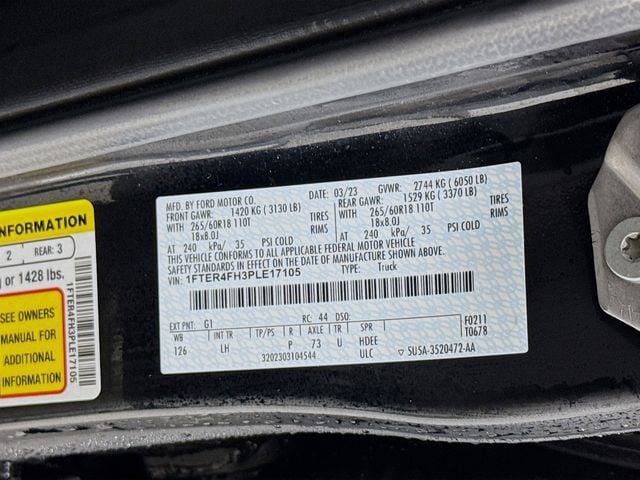 INFORMATION
2 REAR: 3
or 1428 lbs.
SEE OWNERS
MANUAL FOR
ADDITIONAL
INFORMATION
1FTER4FH3PLE17105
MFD. BY FORD MOTOR CO. DATE: 03/23 GVWR: 2744 KG ( 6050 LB)
FRONT GAWR: 1420 KG ( 3130 LB) REAR GAWR: 1529 KG ( 3370 LB)
WITH 265/60R18 110T TIRES WITH 265/60R18 110T TIRES
18x8.0J RIMS 18x8.0J RIMS
AT 240 kPa/ 35 PSI COLD AT 240 kPa/ 35 PSI COLD
THIS VEHICLE CONFORMS TO ALL APPLICABLE FEDERAL MOTOR VEHICLE
SAFETY STANDARDS IN EFFECT ON THE DATE OF MANUFACTURE SHOWN ABOVE.
VIN: 1FTER4FH3PLE17105 TYPE: Truck
EXT PNT: G1 RC: 44 DSO: F0211
WB INT TR TP/PS R AXLE TR SPR T0678
126 LH P 73 U HDEE
3202303104544 ULC ▽ 5U5A-3520472-AA